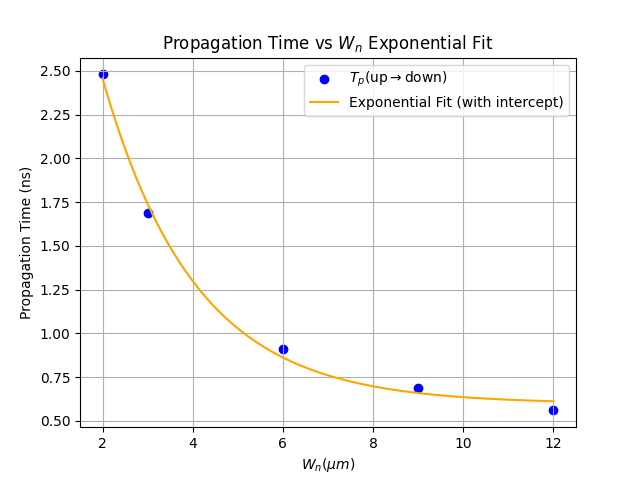 Propagation Time vs $W_n$ Exponential Fit
$T_p$(up → down)
Exponential Fit (with intercept)
Propagation Time (ns)
2.50
2.25
2.00
1.75
1.50
1.25
1.00
0.75
0.50
2 4 6 8 10 12
$W_n(\mu m)$